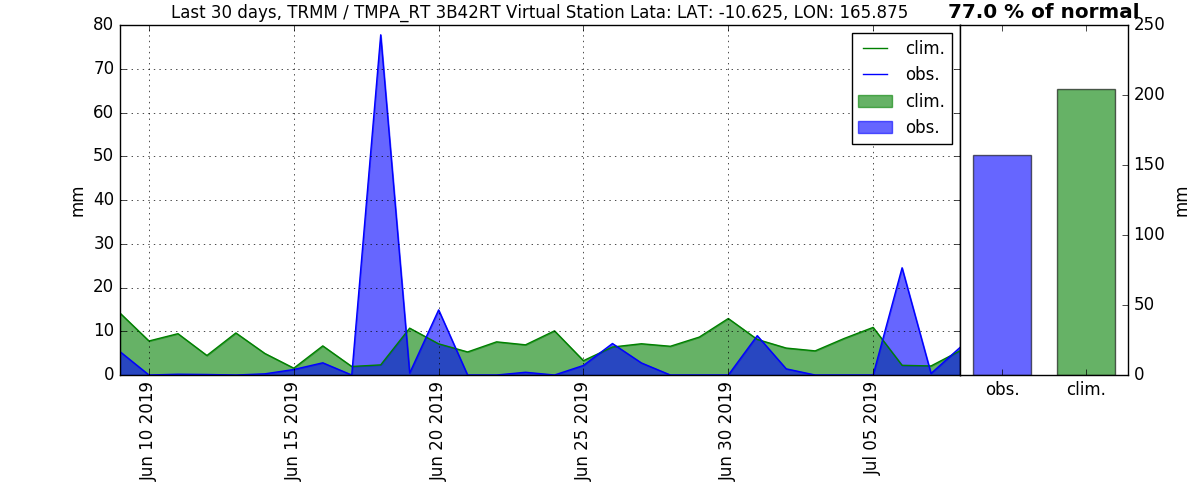 Last 30 days, TRMM / TMPA_RT 3B42RT Virtual Station Lata: LAT: -10.625, LON: 165.875
77.0 % of normal
80
70
60
50
40
30
20
10
0
mm
clim.
obs.
clim.
obs.
Jun 10 2019
Jun 15 2019
Jun 20 2019
Jun 25 2019
Jun 30 2019
Jul 05 2019
250
200
150
100
50
0
mm
obs.
clim.